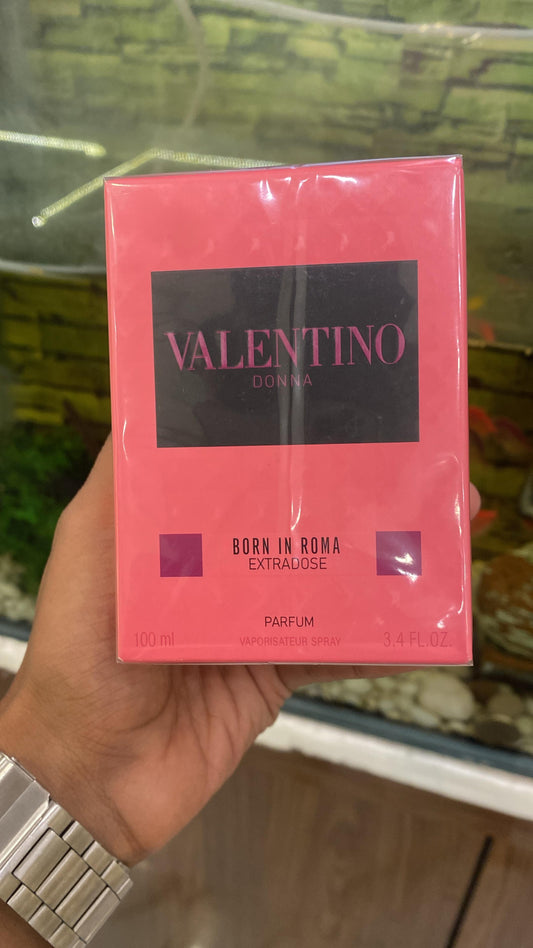 VALENTINO
DONNA
BORN IN ROMA
EXTRADOSE
PARFUM
100 ml VAPORISATEUR SPRAY 3,4 FL.OZ.